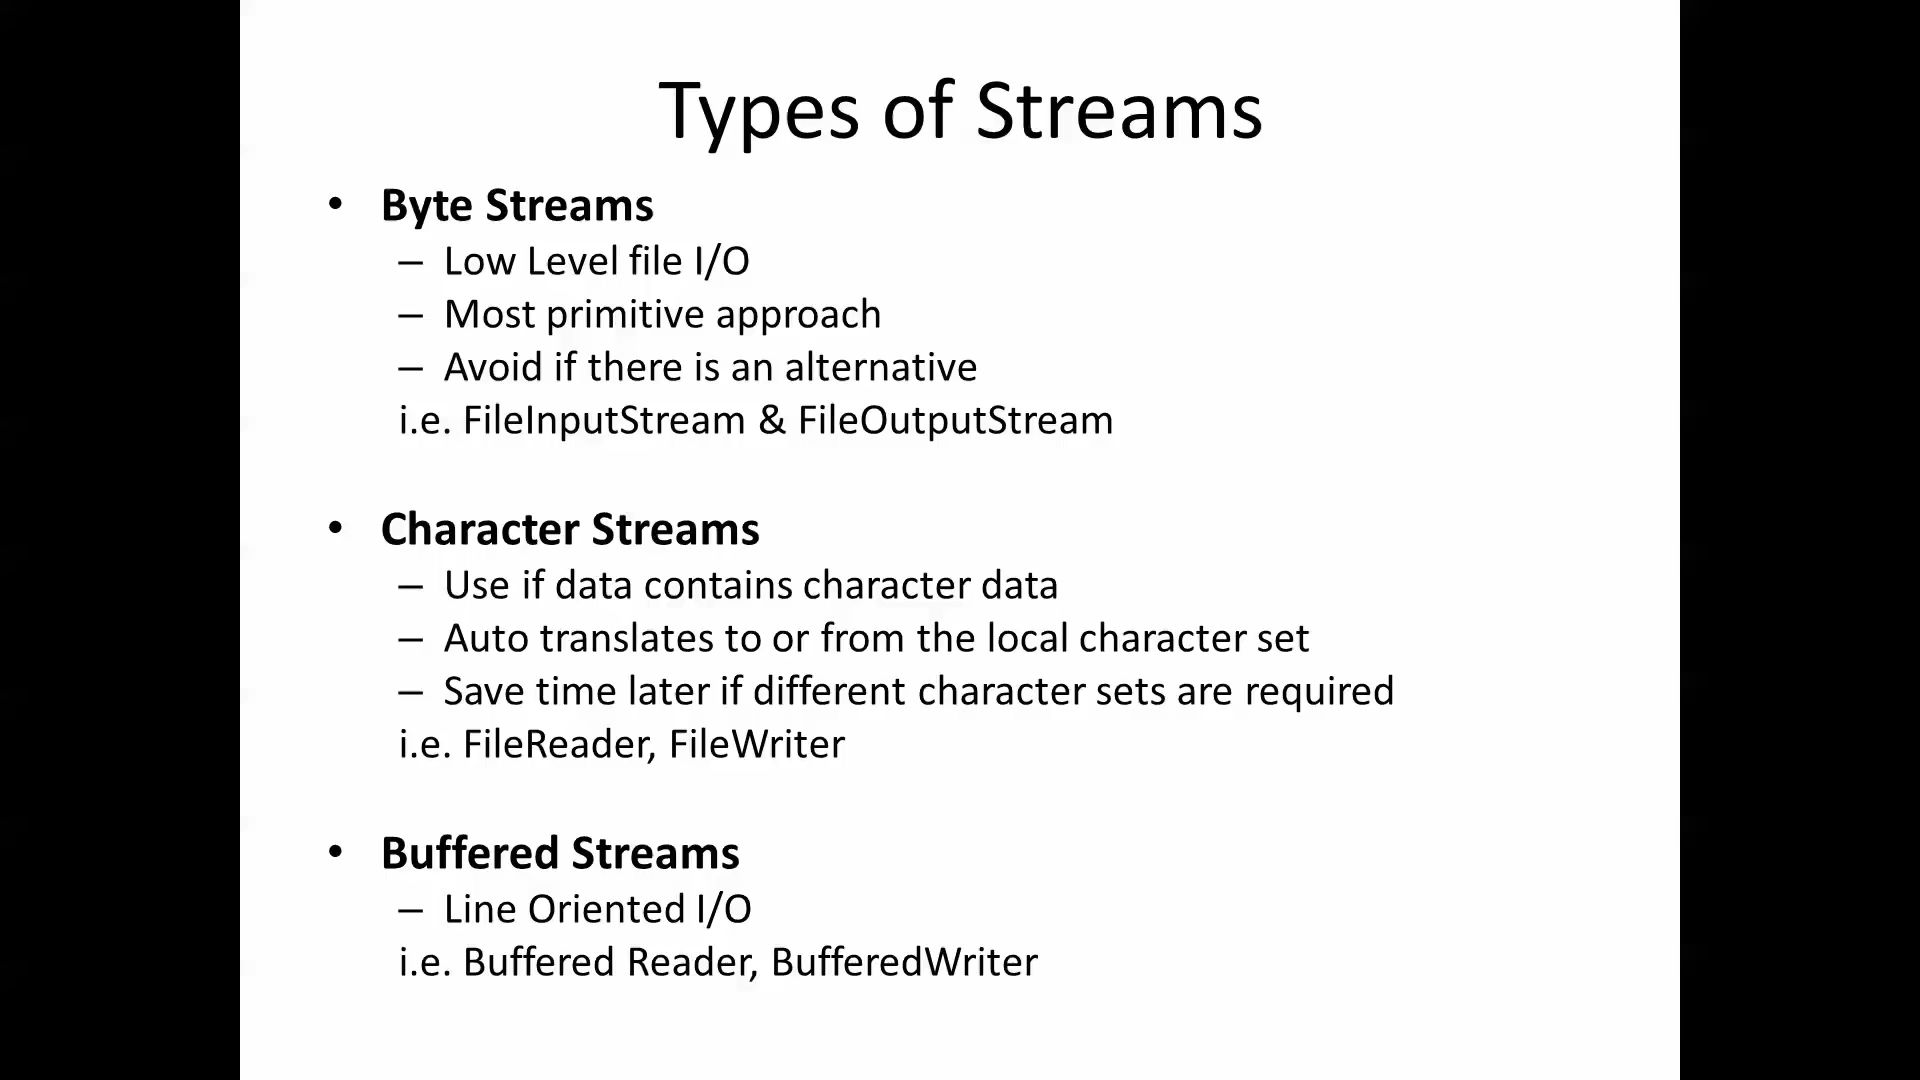 Types of Streams
• Byte Streams
– Low Level file I/O
– Most primitive approach
– Avoid if there is an alternative
i.e. FileInputStream & FileOutputStream
• Character Streams
– Use if data contains character data
– Auto translates to or from the local character set
– Save time later if different character sets are required
i.e. FileReader, FileWriter
• Buffered Streams
– Line Oriented I/O
i.e. Buffered Reader, BufferedWriter